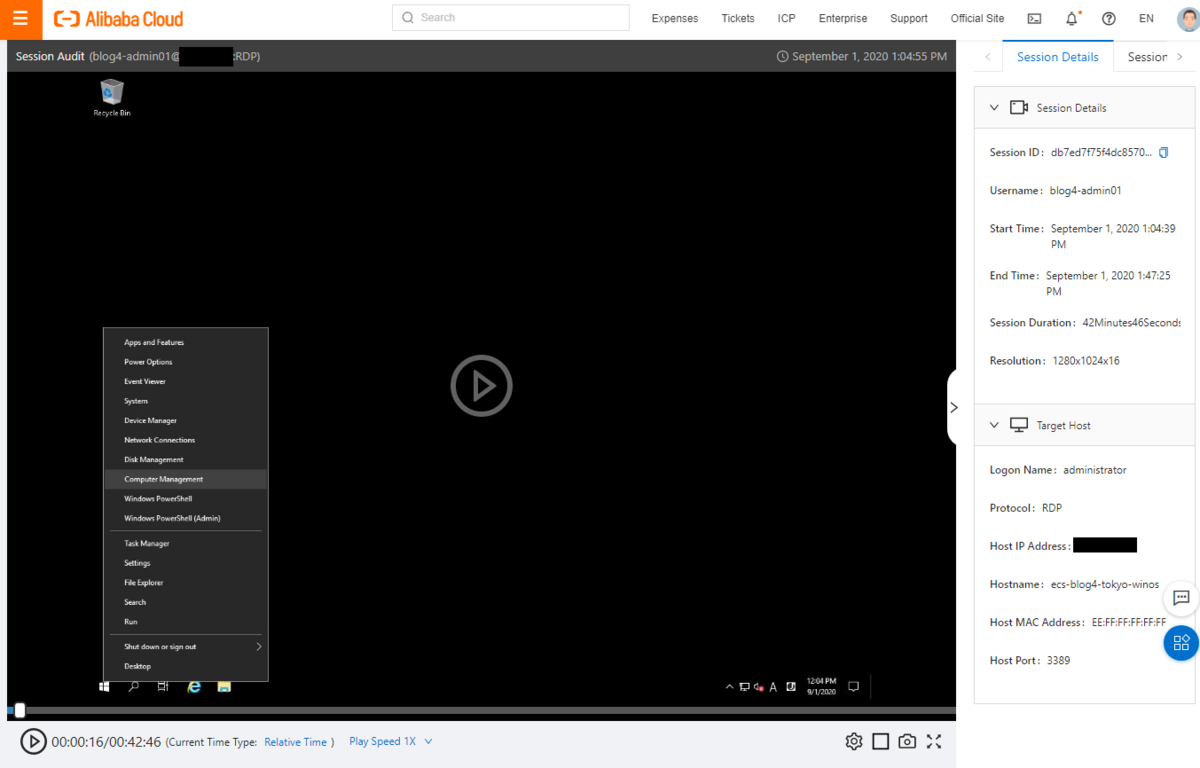 Alibaba Cloud
Search
Expenses
Tickets
ICP
Enterprise
Support
Official Site
EN
Session Audit (blog4-admin01@ :RDP)
September 1, 2020 1:04:55 PM
Session Details
Session
Recycle Bin
Apps and Features
Power Options
Event Viewer
System
Device Manager
Network Connections
Disk Management
Computer Management
Windows PowerShell
Windows PowerShell (Admin)
Task Manager
Settings
File Explorer
Search
Run
Shut down or sign out
Desktop
A
12:04 PM
9/1/2020
00:00:16/00:42:46 (Current Time Type: Relative Time )
Play Speed 1X
Session Details
Session ID: db7ed7f75f4dc8570...
Username: blog4-admin01
Start Time: September 1, 2020 1:04:39
PM
End Time: September 1, 2020 1:47:25
PM
Session Duration: 42Minutes46Seconds
Resolution: 1280x1024x16
Target Host
Logon Name: administrator
Protocol: RDP
Host IP Address:
Hostname: ecs-blog4-tokyo-winos
Host MAC Address: EE:FF:FF:FF:FF:FF
Host Port: 3389